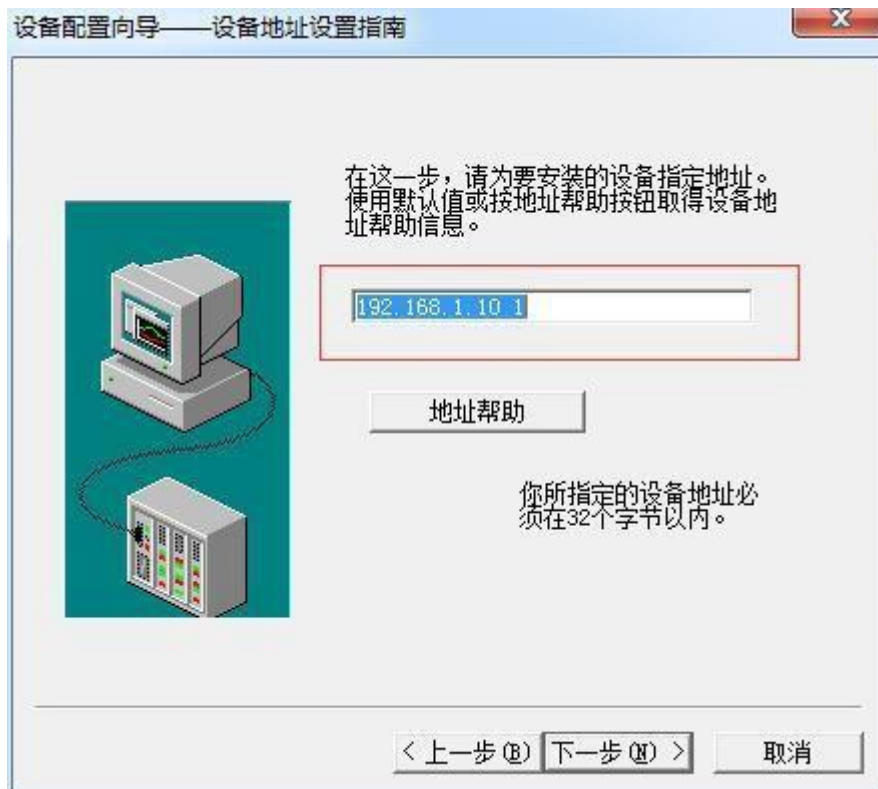 设备配置向导——设备地址设置指南
在这一步，请为要安装的设备指定地址。
使用默认值或按地址帮助按钮取得设备地
址帮助信息。
192.168.1.10 1
地址帮助
你所指定的设备地址必
须在32个字节以内。
< 上一步(B) 下一步(N) > 取消